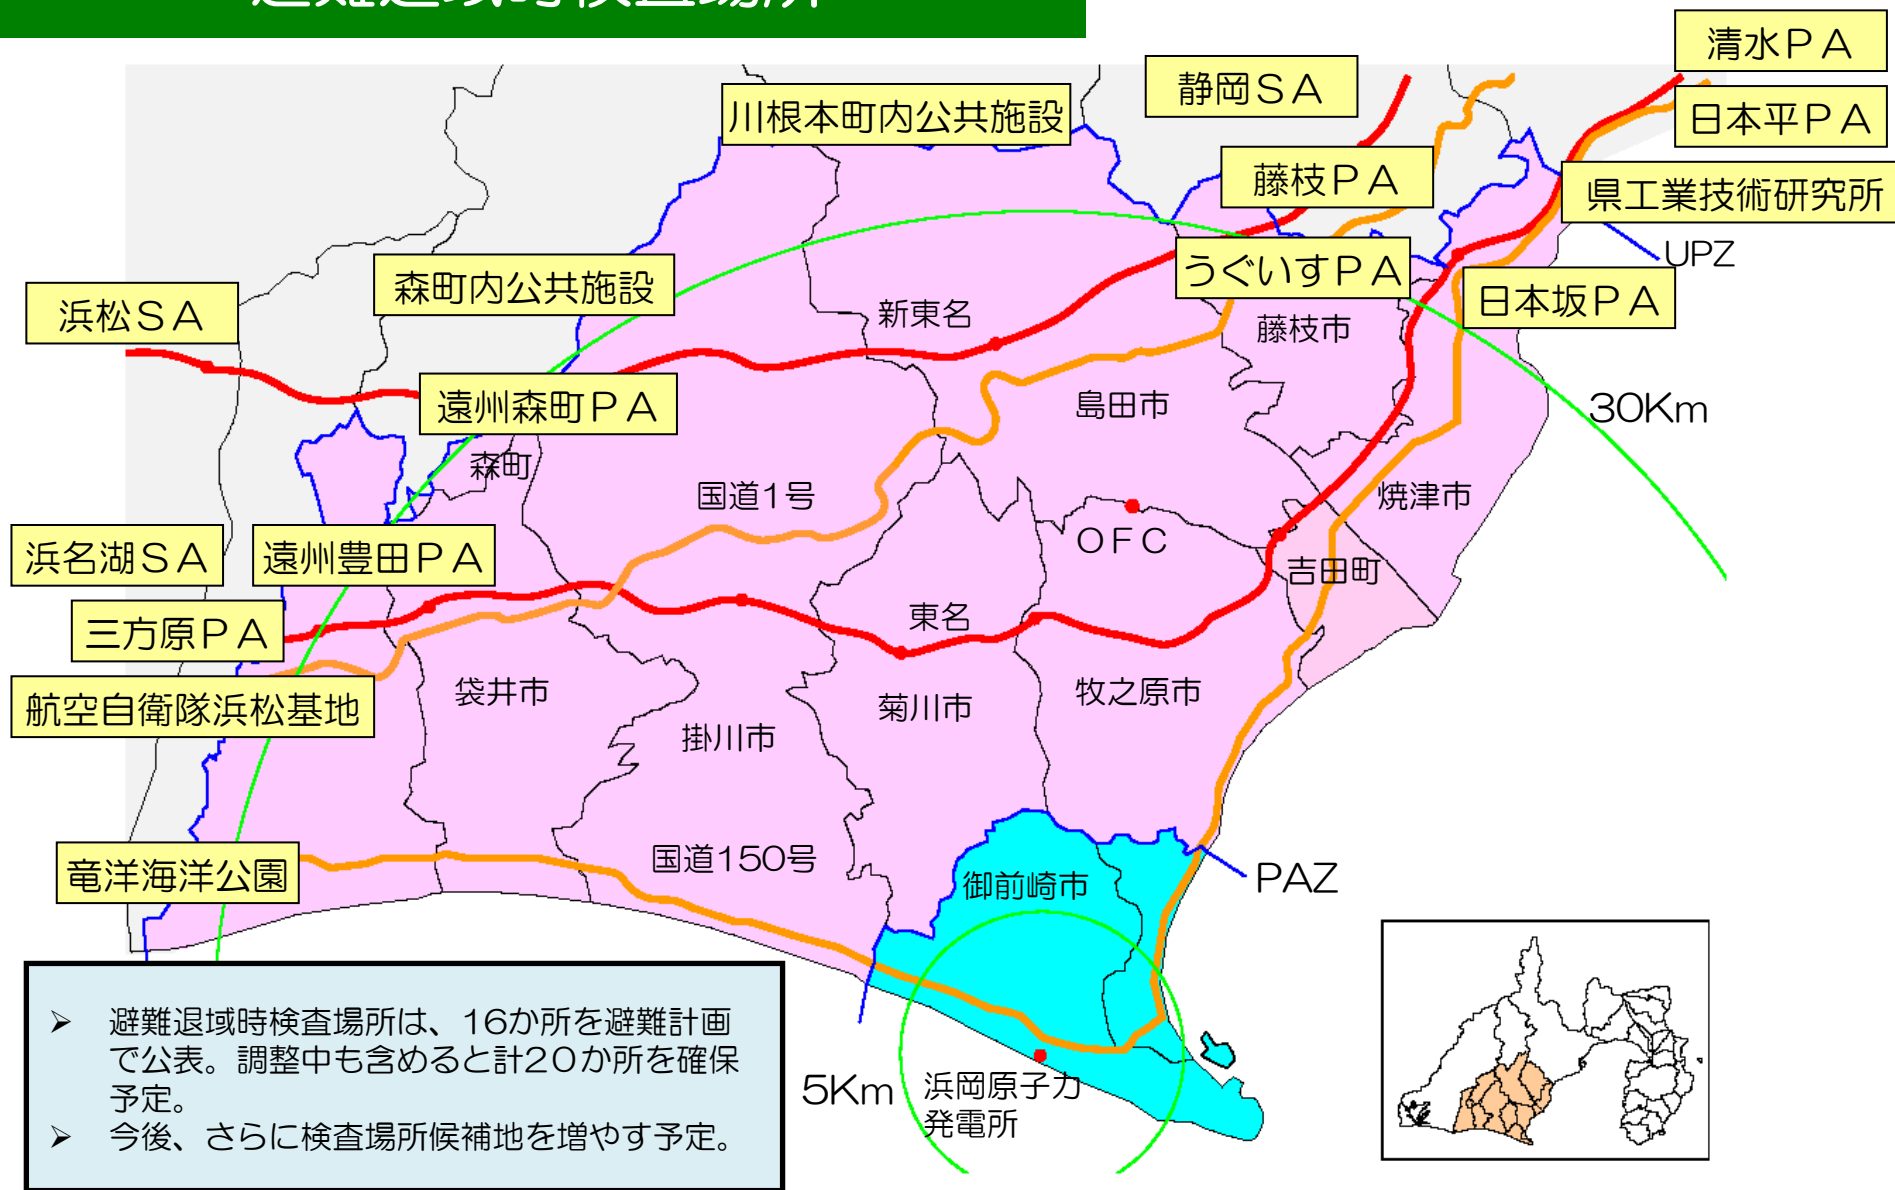 避難退域時検査場所
清水ＰＡ
静岡ＳＡ
川根本町内公共施設
日本平ＰＡ
藤枝ＰＡ
県工業技術研究所
UPZ
うぐいすＰＡ
森町内公共施設
日本坂ＰＡ
浜松ＳＡ
新東名
藤枝市
遠州森町ＰＡ
島田市
30Km
森町
国道1号
焼津市
ＯＦＣ
浜名湖ＳＡ
遠州豊田ＰＡ
吉田町
三方原ＰＡ
東名
航空自衛隊浜松基地
袋井市
掛川市
菊川市
牧之原市
竜洋海洋公園
国道150号
御前崎市
PAZ
➢ 避難退域時検査場所は、16か所を避難計画
で公表。調整中も含めると計20か所を確保
予定。
➢ 今後、さらに検査場所候補地を増やす予定。
5Km
浜岡原子力
発電所